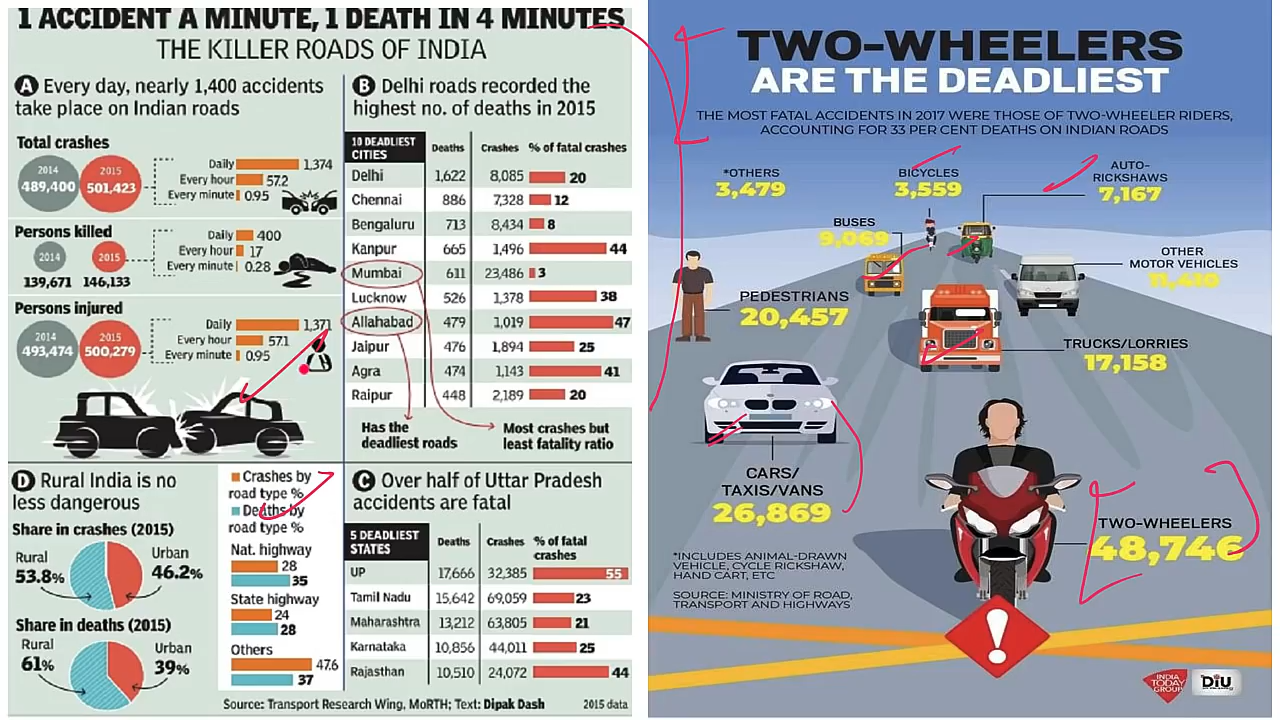 1 ACCIDENT A MINUTE, 1 DEATH IN 4 MINUTES
THE KILLER ROADS OF INDIA
A Every day, nearly 1,400 accidents
take place on Indian roads
Total crashes
2014
489,400
2015
501,423
Daily 1,374
Every hour 57.2
Every minute 0.95
Persons killed
2014
139,671
2015
146,133
Daily 400
Every hour 17
Every minute 0.28
Persons injured
2014
493,474
2015
500,279
Daily 1,371
Every hour 57.1
Every minute 0.95
B Delhi roads recorded the
highest no. of deaths in 2015
10 DEADLIEST
CITIES Deaths Crashes % of fatal crashes
Delhi 1,622 8,085 20
Chennai 886 7,328 12
Bengaluru 713 8,434 8
Kanpur 665 1,496 44
Mumbai 611 23,486 3
Lucknow 526 1,378 38
Allahabad 479 1,019 47
Jaipur 476 1,894 25
Agra 474 1,143 41
Raipur 448 2,189 20
Has the
deadliest roads
Most crashes but
least fatality ratio
D Rural India is no
less dangerous
Share in crashes (2015)
Rural
53.8%
Urban
46.2%
Share in deaths (2015)
Rural
61%
Urban
39%
Crashes by
road type %
Deaths by
road type %
Nat. highway
28
35
State highway
24
28
Others
47.6
37
C Over half of Uttar Pradesh
accidents are fatal
5 DEADLIEST
STATES Deaths Crashes % of fatal
crashes
UP 17,666 32,385 55
Tamil Nadu 15,642 69,059 23
Maharashtra 13,212 63,805 21
Karnataka 10,856 44,011 25
Rajasthan 10,510 24,072 44
Source: Transport Research Wing, MoRTH; Text: Dipak Dash 2015 data
TWO-WHEELERS
ARE THE DEADLIEST
THE MOST FATAL ACCIDENTS IN 2017 WERE THOSE OF TWO-WHEELER RIDERS,
ACCOUNTING FOR 33 PER CENT DEATHS ON INDIAN ROADS
*OTHERS
3,479
BICYCLES
3,559
AUTO-
RICKSHAWS
7,167
BUSES
9,069
OTHER
MOTOR VEHICLES
11,410
PEDESTRIANS
20,457
TRUCKS/LORRIES
17,158
CARS/
TAXIS/VANS
26,869
TWO-WHEELERS
48,746
*INCLUDES ANIMAL-DRAWN
VEHICLE, CYCLE RICKSHAW,
HAND CART, ETC
SOURCE: MINISTRY OF ROAD,
TRANSPORT AND HIGHWAYS
INDIA
TODAY
GROUP
DIU